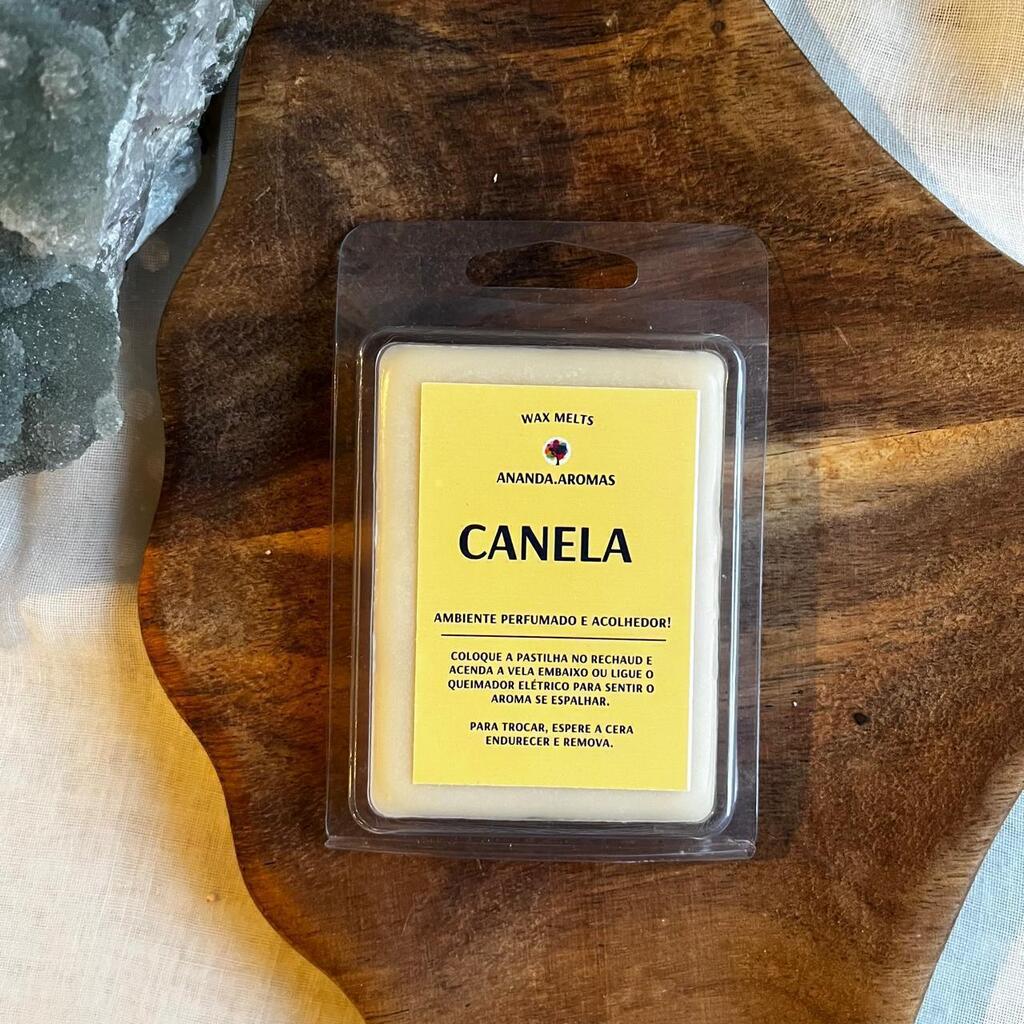 WAX MELTS
ANANDA.AROMAS
CANELA
AMBIENTE PERFUMADO E ACOLHEDOR!
COLOQUE A PASTILHA NO RECHAUD E
ACENDA A VELA EMBAIXO OU LIGUE O
QUEIMADOR ELÉTRICO PARA SENTIR O
AROMA SE ESPALHAR.
PARA TROCAR, ESPERE A CERA
ENDURECER E REMOVA.